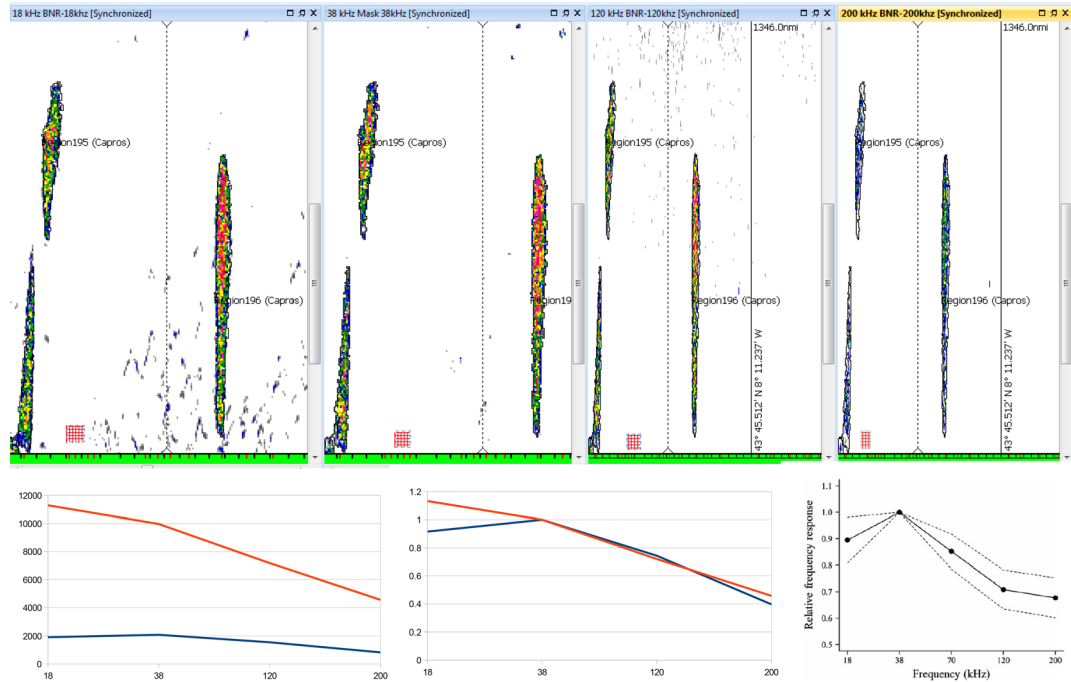 18 kHz BNR-18khz [Synchronized]
38 kHz Mask 38kHz [Synchronized]
120 kHz BNR-120khz [Synchronized]
200 kHz BNR-200khz [Synchronized]
1346.0nmi
1346.0nmi
Region195 (Capros)
Region195 (Capros)
Region195 (Capros)
Region195 (Capros)
Region196 (Capros)
Region19
Region196 (Capros)
Region196 (Capros)
43° 45.512' N 8° 11.237' W
43° 45.512' N 8° 11.237' W
12000
10000
8000
6000
4000
2000
0
18
38
120
200
1.2
1
0.8
0.6
0.4
0.2
0
18
38
120
200
Relative frequency response
1.1
1.0
0.9
0.8
0.7
0.6
0.5
18
38
70
120
200
Frequency (kHz)